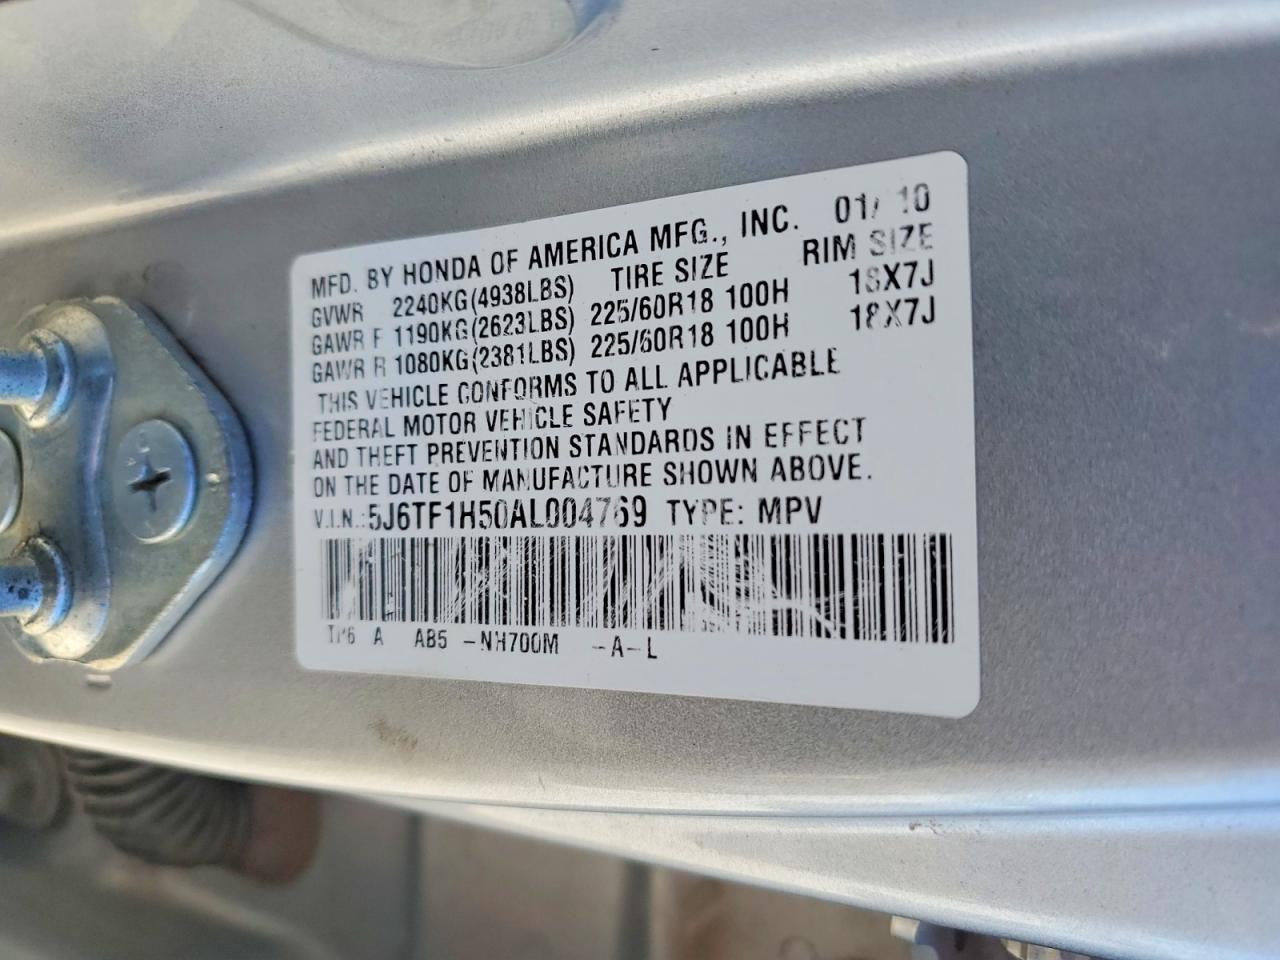 MFD. BY HONDA OF AMERICA MFG., INC. 01/ 10
GVWR 2240KG(4938LBS) TIRE SIZE RIM SIZE
GAWR F 1190KG(2623LBS) 225/60R18 100H 18X7J
GAWR R 1080KG(2381LBS) 225/60R18 100H 18X7J
THIS VEHICLE CONFORMS TO ALL APPLICABLE
FEDERAL MOTOR VEHICLE SAFETY
AND THEFT PREVENTION STANDARDS IN EFFECT
ON THE DATE OF MANUFACTURE SHOWN ABOVE.
V.I.N.:5J6TF1H50AL004769 TYPE: MPV
TP6 A AB5 -NH700M -A-L